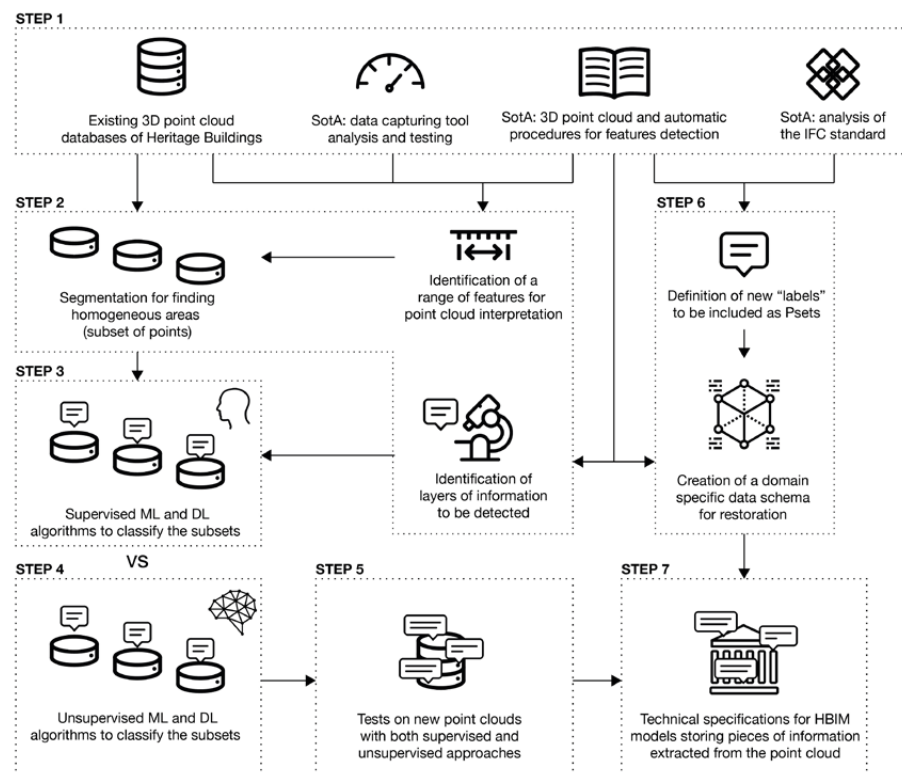 STEP 1
Existing 3D point cloud
databases of Heritage Buildings
SotA: data capturing tool
analysis and testing
SotA: 3D point cloud and automatic
procedures for features detection
SotA: analysis of
the IFC standard
STEP 2
Segmentation for finding
homogeneous areas
(subset of points)
Identification of a
range of features for
point cloud interpretation
STEP 6
Definition of new “labels”
to be included as Psets
STEP 3
Supervised ML and DL
algorithms to classify the subsets
Identification of
layers of information
to be detected
Creation of a domain
specific data schema
for restoration
VS
STEP 4
Unsupervised ML and DL
algorithms to classify the subsets
STEP 5
Tests on new point clouds
with both supervised and
unsupervised approaches
STEP 7
Technical specifications for HBIM
models storing pieces of information
extracted from the point cloud